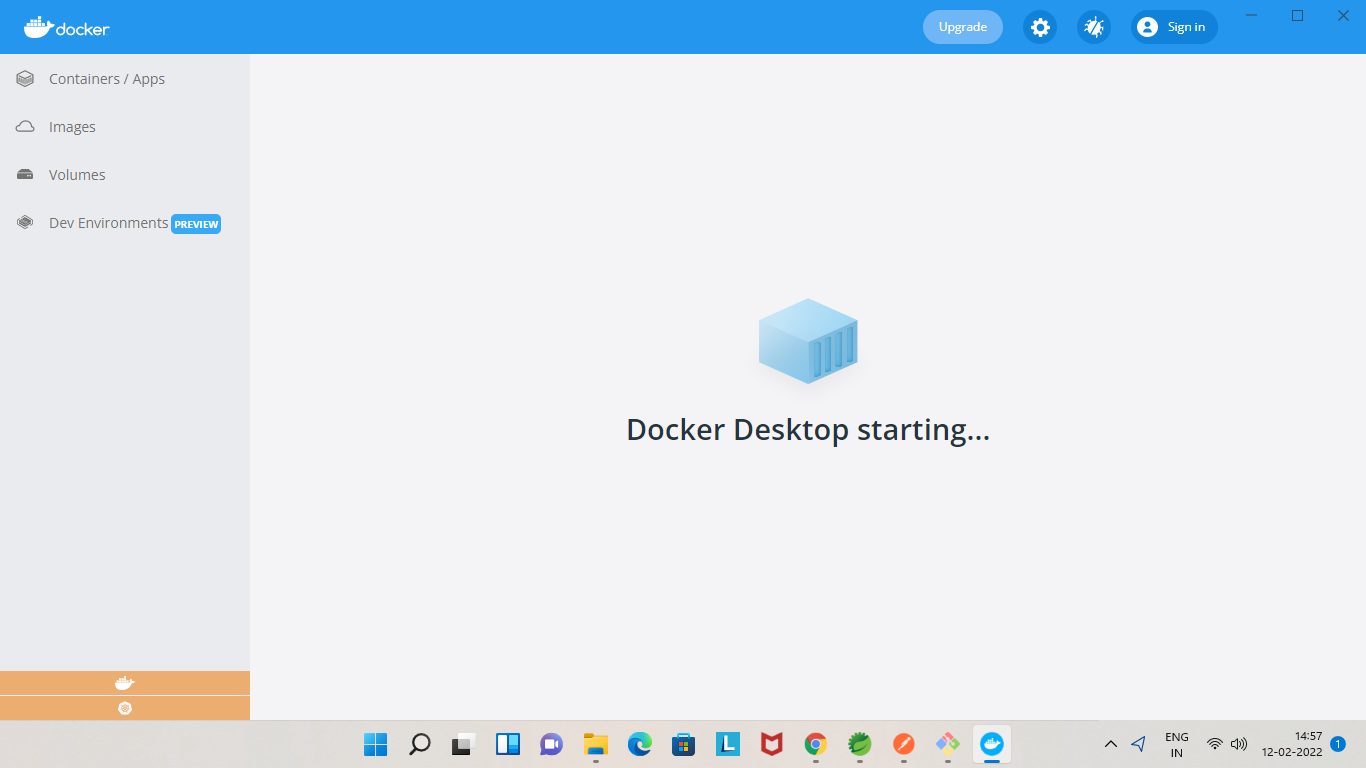 docker
Upgrade
Sign in
Containers / Apps
Images
Volumes
Dev Environments PREVIEW
Docker Desktop starting...
L
ENG
IN
14:57
12-02-2022
1